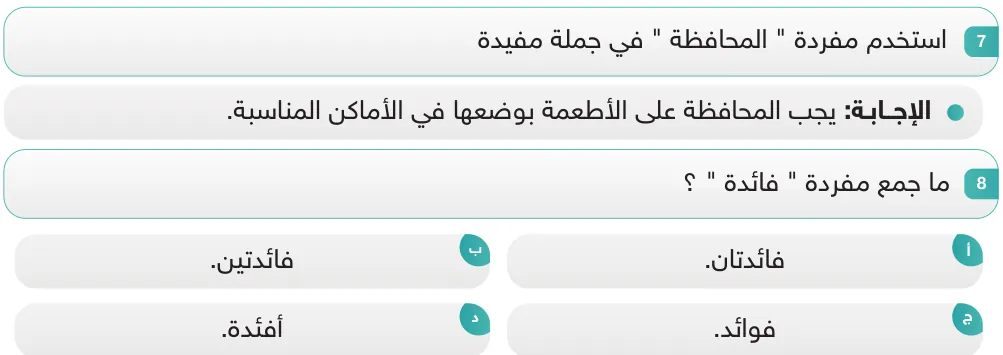 7 استخدم مفردة " المحافظة " في جملة مفيدة
الإجـابـة: يجب المحافظة على الأطعمة بوضعها في الأماكن المناسبة.
8 ما جمع مفردة " فائدة " ؟
أ فائدتان.
ب فائدتين.
ج فوائد.
د أفئدة.